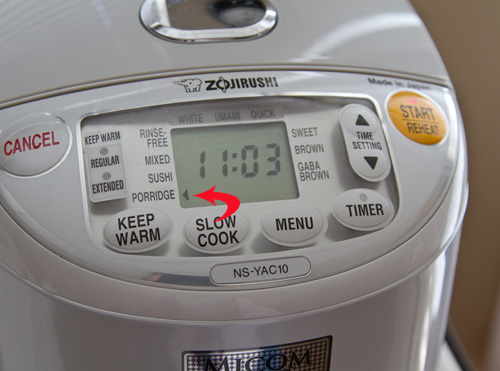 ZOJIRUSHI
Made in Japan
WHITE UMAMI QUICK
CANCEL
KEEP WARM
REGULAR
EXTENDED
RINSE-
FREE
MIXED
SUSHI
PORRIDGE
11:03
SWEET
BROWN
GABA
BROWN
TIME
SETTING
START
REHEAT
KEEP
WARM
SLOW
COOK
MENU
TIMER
NS-YAC10
MICOM